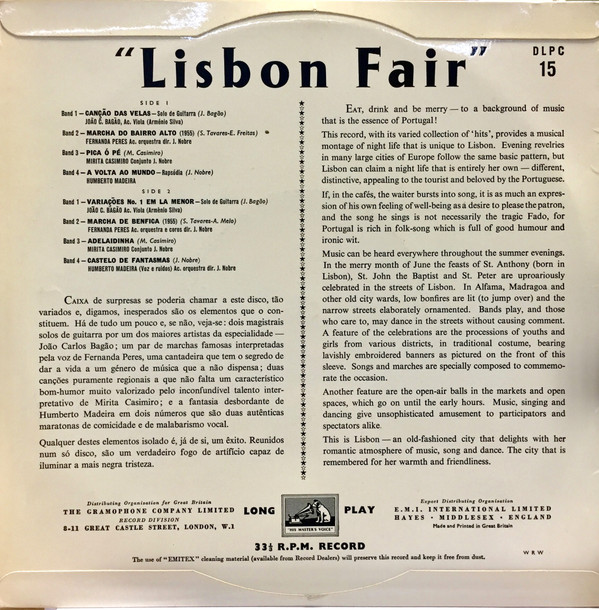 "Lisbon Fair"
DLPC
15
SIDE 1
Band 1 — CANÇÃO DAS VELAS — Solo de Guitarra (J. Bagão)
JOÃO C. BAGÃO, Ac. Viola (Arménio Silva)
Band 2 — MARCHA DO BAIRRO ALTO (1955) (S. Tavares-E. Freitas)
FERNANDA PERES Ac. orquestra dir J. Nobre
Band 3 — PICA Ó PÉ (M. Casimiro)
MIRITA CASIMIRO Conjunto J. Nobre
Band 4 — A VOLTA AO MUNDO — Rapsódia (J. Nobre)
HUMBERTO MADEIRA
SIDE 2
Band 1 — VARIAÇÕES No. 1 EM LA MENOR — Solo de Guitarra (J. Bagão)
JOÃO C. BAGÃO Ac. Viola (Arménio Silva)
Band 2 — MARCHA DE BENFICA (1955) (S. Tavares-A. Melo)
FERNANDA PERES Ac. orquestra e coros dir J. Nobre
Band 3 — ADELAIDINHA (M. Casimiro)
MIRITA CASIMIRO Conjunto J. Nobre
Band 4 — CASTELO DE FANTASMAS (J. Nobre)
HUMBERTO MADEIRA (Voz e ruidos) Ac. orquestra dir J. Nobre
CAIXA de surpresas se poderia chamar a este disco, tão
variados e, digamos, inesperados são os elementos que o con-
stituem. Há de tudo um pouco e, se não, veja-se: dois magistrais
solos de guitarra por um dos maiores artistas da especialidade —
João Carlos Bagão; um par de marchas famosas interpretadas
pela voz de Fernanda Peres, uma cantadeira que tem o segredo de
dar a vida a um género de música que a não dispensa; duas
canções puramente regionais a que não falta um característico
bom-humor muito valorizado pelo inconfundível talento inter-
pretativo de Mirita Casimiro; e a fantasia desbordante de
Humberto Madeira em dois números que são duas autênticas
maratonas de comicidade e de malabarismo vocal.
Qualquer destes elementos isolado é, já de si, um êxito. Reunidos
num só disco, são um verdadeiro fogo de artifício capaz de
iluminar a mais negra tristeza.
EAT, drink and be merry — to a background of music
that is the essence of Portugal!
This record, with its varied collection of 'hits', provides a musical
montage of night life that is unique to Lisbon. Evening revelries
in many large cities of Europe follow the same basic pattern, but
Lisbon can claim a night life that is entirely her own — different,
distinctive, appealing to the tourist and beloved by the Portuguese.
If, in the cafés, the waiter bursts into song, it is as much an expres-
sion of his own feeling of well-being as a desire to please the patron,
and the song he sings is not necessarily the tragic Fado, for
Portugal is rich in folk-song which is full of good humour and
ironic wit.
Music can be heard everywhere throughout the summer evenings.
In the merry month of June the feasts of St. Anthony (born in
Lisbon), St. John the Baptist and St. Peter are uproariously
celebrated in the streets of Lisbon. In Alfama, Madragoa and
other old city wards, low bonfires are lit (to jump over) and the
narrow streets elaborately ornamented. Bands play, and those
who care to, may dance in the streets without causing comment.
A feature of the celebrations are the processions of youths and
girls from various districts, in traditional costume, bearing
lavishly embroidered banners as pictured on the front of this
sleeve. Songs and marches are specially composed to commemo-
rate the occasion.
Another feature are the open-air balls in the markets and open
spaces, which go on until the early hours. Music, singing and
dancing give unsophisticated amusement to participators and
spectators alike.
This is Lisbon — an old-fashioned city that delights with her
romantic atmosphere of music, song and dance. The city that is
remembered for her warmth and friendliness.
Distributing Organisation for Great Britain
THE GRAMOPHONE COMPANY LIMITED
RECORD DIVISION
8-11 GREAT CASTLE STREET, LONDON, W.1
LONG PLAY
"HIS MASTER'S VOICE"
33⅓ R.P.M. RECORD
Export Distributing Organisation
E.M.I. INTERNATIONAL LIMITED
HAYES • MIDDLESEX • ENGLAND
Made and Printed in Great Britain
W R W
The use of "EMITEX" cleaning material (available from Record Dealers) will preserve this record and keep it free from dust.